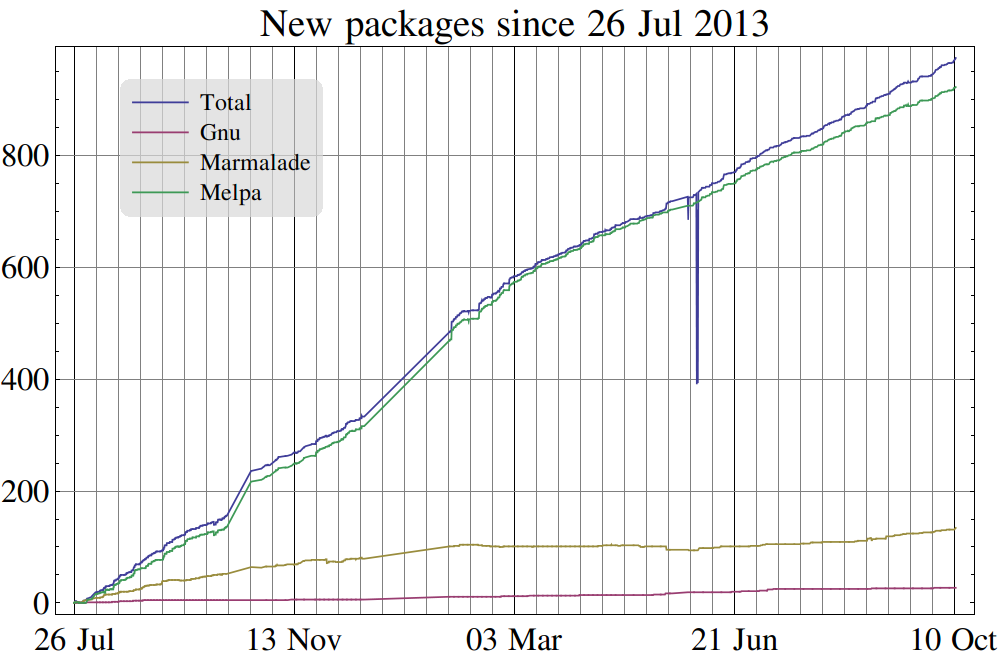 New packages since 26 Jul 2013
Total
Gnu
Marmalade
Melpa
800
600
400
200
0
26 Jul 13 Nov 03 Mar 21 Jun 10 Oct